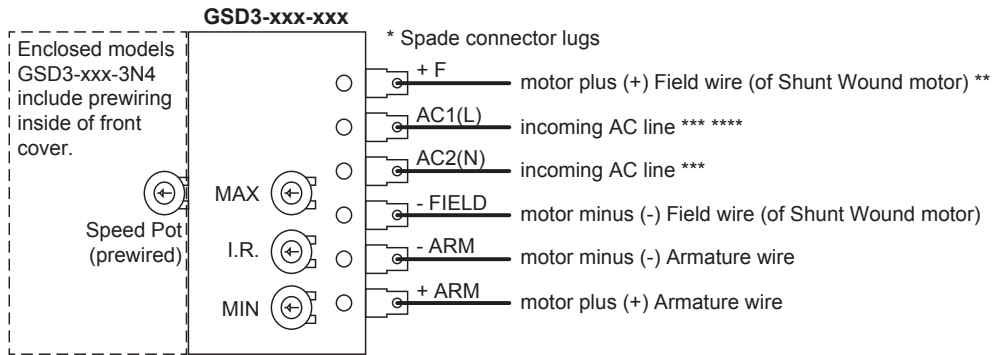 GSD3-xxx-xxx
Enclosed models
GSD3-xxx-3N4
include prewiring
inside of front
cover.
* Spade connector lugs
+ F
motor plus (+) Field wire (of Shunt Wound motor) **
AC1(L)
incoming AC line *** ****
AC2(N)
incoming AC line ***
- FIELD
motor minus (-) Field wire (of Shunt Wound motor)
- ARM
motor minus (-) Armature wire
+ ARM
motor plus (+) Armature wire
MAX
I.R.
MIN
Speed Pot
(prewired)